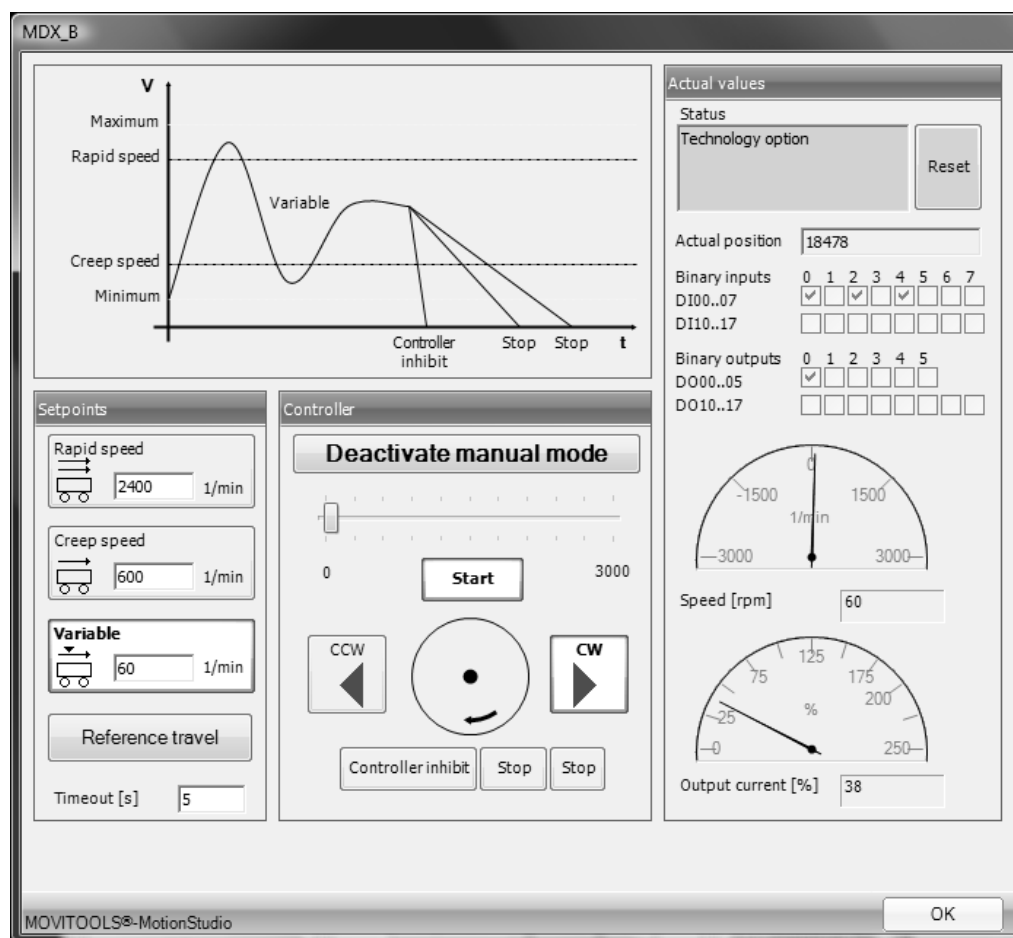 MDX_B
V
Maximum
Rapid speed
Variable
Creep speed
Minimum
Controller inhibit
Stop
Stop
t
Setpoints
Rapid speed
2400 1/min
Creep speed
600 1/min
Variable
60 1/min
Reference travel
Timeout [s] 5
Controller
Deactivate manual mode
0
Start
3000
CCW
CW
Controller inhibit
Stop
Stop
Actual values
Status
Technology option
Reset
Actual position 18478
Binary inputs 0 1 2 3 4 5 6 7
DI00..07
DI10..17
Binary outputs 0 1 2 3 4 5
DO00..05
DO10..17
0
-1500 1500
1/min
-3000 3000
Speed [rpm] 60
125
75 175
200
25 %
0 250
Output current [%] 38
OK
MOVITOOLS®-MotionStudio